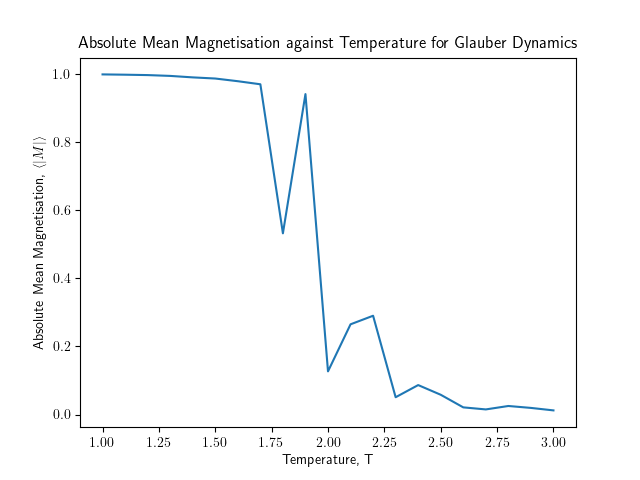 Absolute Mean Magnetisation against Temperature for Glauber Dynamics
Absolute Mean Magnetisation, ⟨|M|⟩
1.0
0.8
0.6
0.4
0.2
0.0
1.00 1.25 1.50 1.75 2.00 2.25 2.50 2.75 3.00
Temperature, T